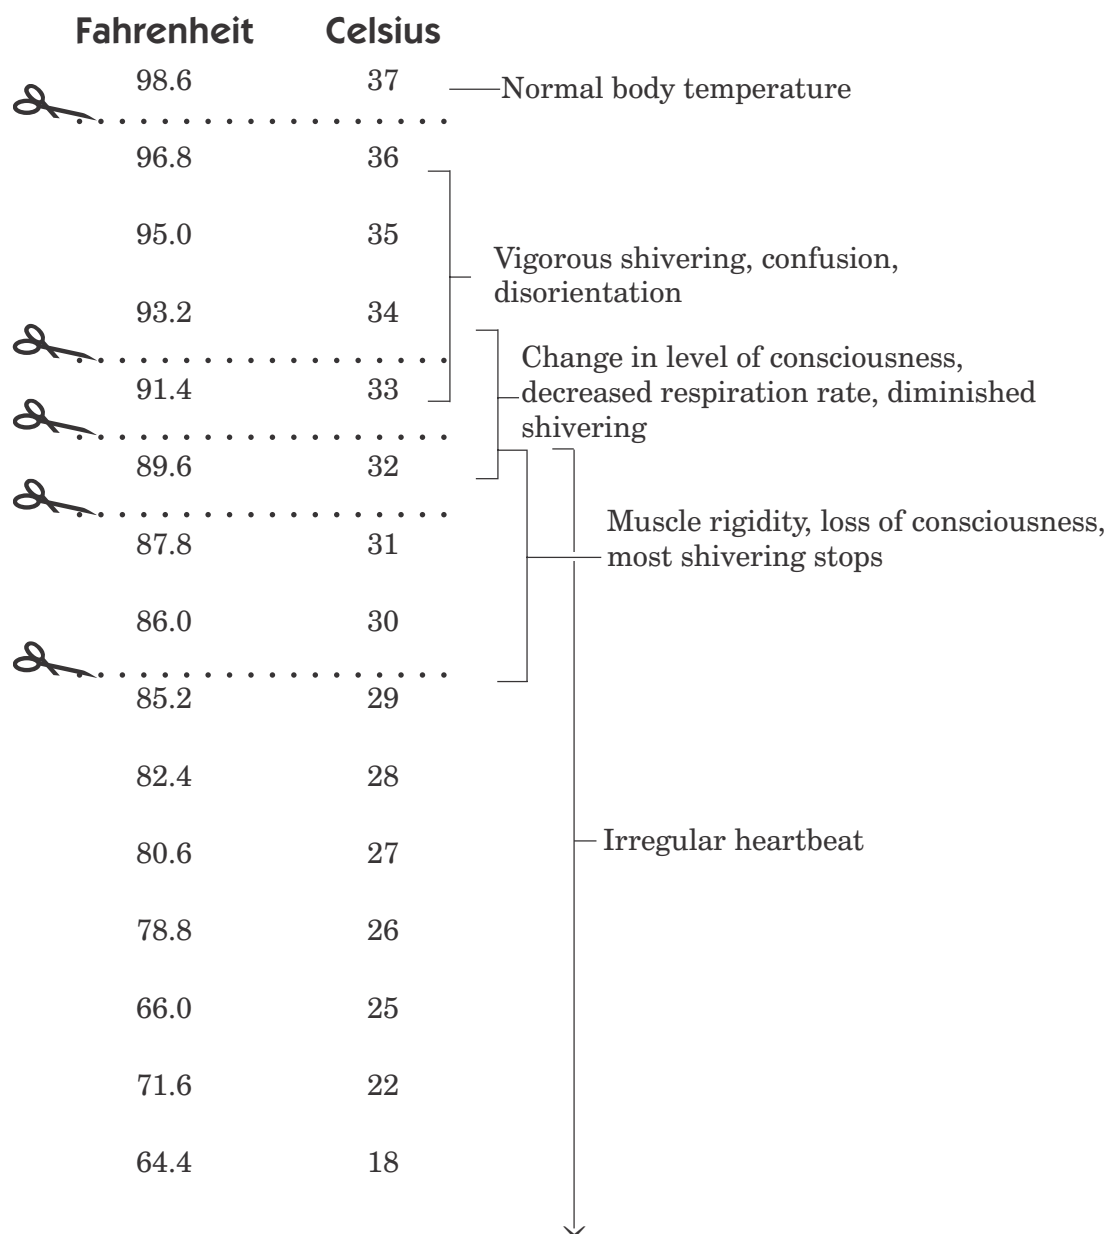 Fahrenheit Celsius
98.6 37 Normal body temperature
96.8 36
95.0 35
Vigorous shivering, confusion,
disorientation
93.2 34
Change in level of consciousness,
91.4 33 decreased respiration rate, diminished
shivering
89.6 32
Muscle rigidity, loss of consciousness,
87.8 31 most shivering stops
86.0 30
85.2 29
82.4 28
Irregular heartbeat
80.6 27
78.8 26
66.0 25
71.6 22
64.4 18